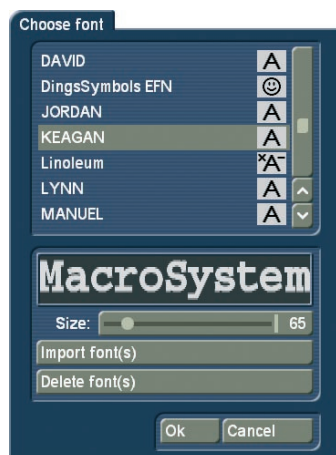 Choose font
DAVID A
DingsSymbols EFN
JORDAN A
KEAGAN A
Linoleum ×A-
LYNN A
MANUEL A
MacroSystem
Size: 65
Import font(s)
Delete font(s)
Ok Cancel